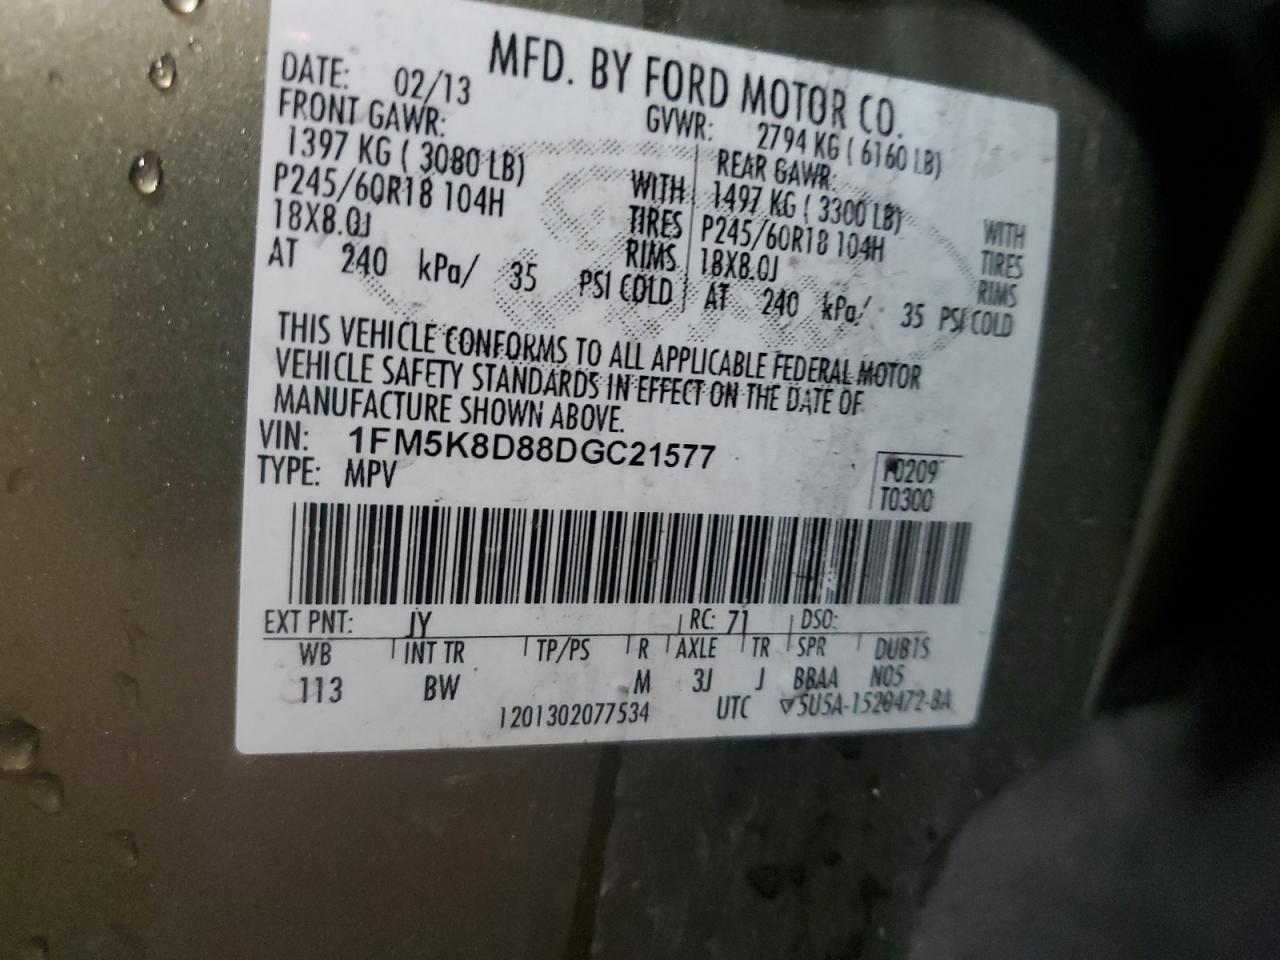 MFD. BY FORD MOTOR CO.
DATE: 02/13 GVWR: 2794 KG ( 6160 LB)
FRONT GAWR: REAR GAWR:
1397 KG ( 3080 LB) WITH 1497 KG ( 3300 LB) WITH
P245/60R18 104H TIRES P245/60R18 104H TIRES
18X8.0J RIMS 18X8.0J RIMS
AT 240 kPa/ 35 PSI COLD AT 240 kPa/ 35 PSI COLD
THIS VEHICLE CONFORMS TO ALL APPLICABLE FEDERAL MOTOR
VEHICLE SAFETY STANDARDS IN EFFECT ON THE DATE OF
MANUFACTURE SHOWN ABOVE.
VIN: 1FM5K8D88DGC21577
TYPE: MPV
F0209
T0300
EXT PNT: JY RC: 71 DSO:
WB INT TR TP/PS R AXLE TR SPR DUB15
113 BW M 3J J BBAA N05
1201302077534 UTC ▽5U5A-1520472-BA